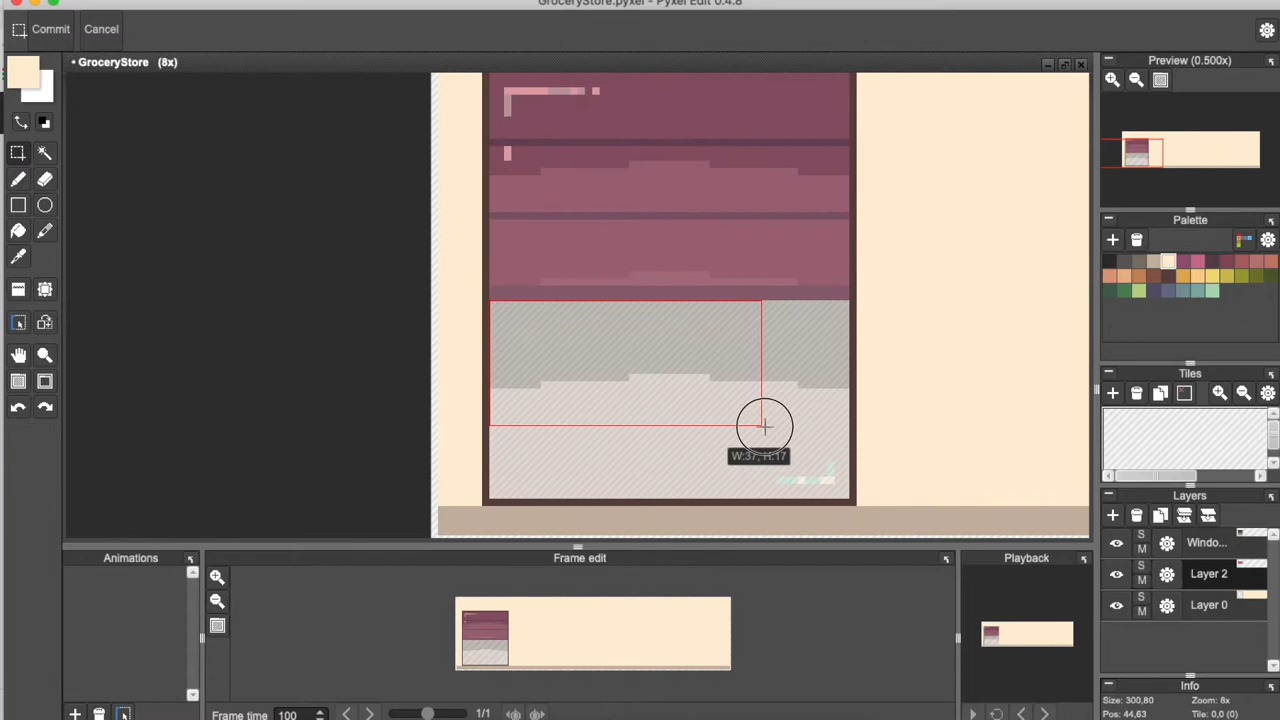 GroceryStore.pyxel - Pyxel Edit 0.4.8
Commit
Cancel
• GroceryStore (8x)
Preview (0.500x)
Palette
Tiles
W:37, H:17
Layers
S
M
Windo...
S
M
Layer 2
S
M
Layer 0
Animations
Frame edit
Playback
Info
Size: 300,80
Zoom: 8x
Pos: 44,63
Tile: 0,0 (0)
Frame time
100
1/1